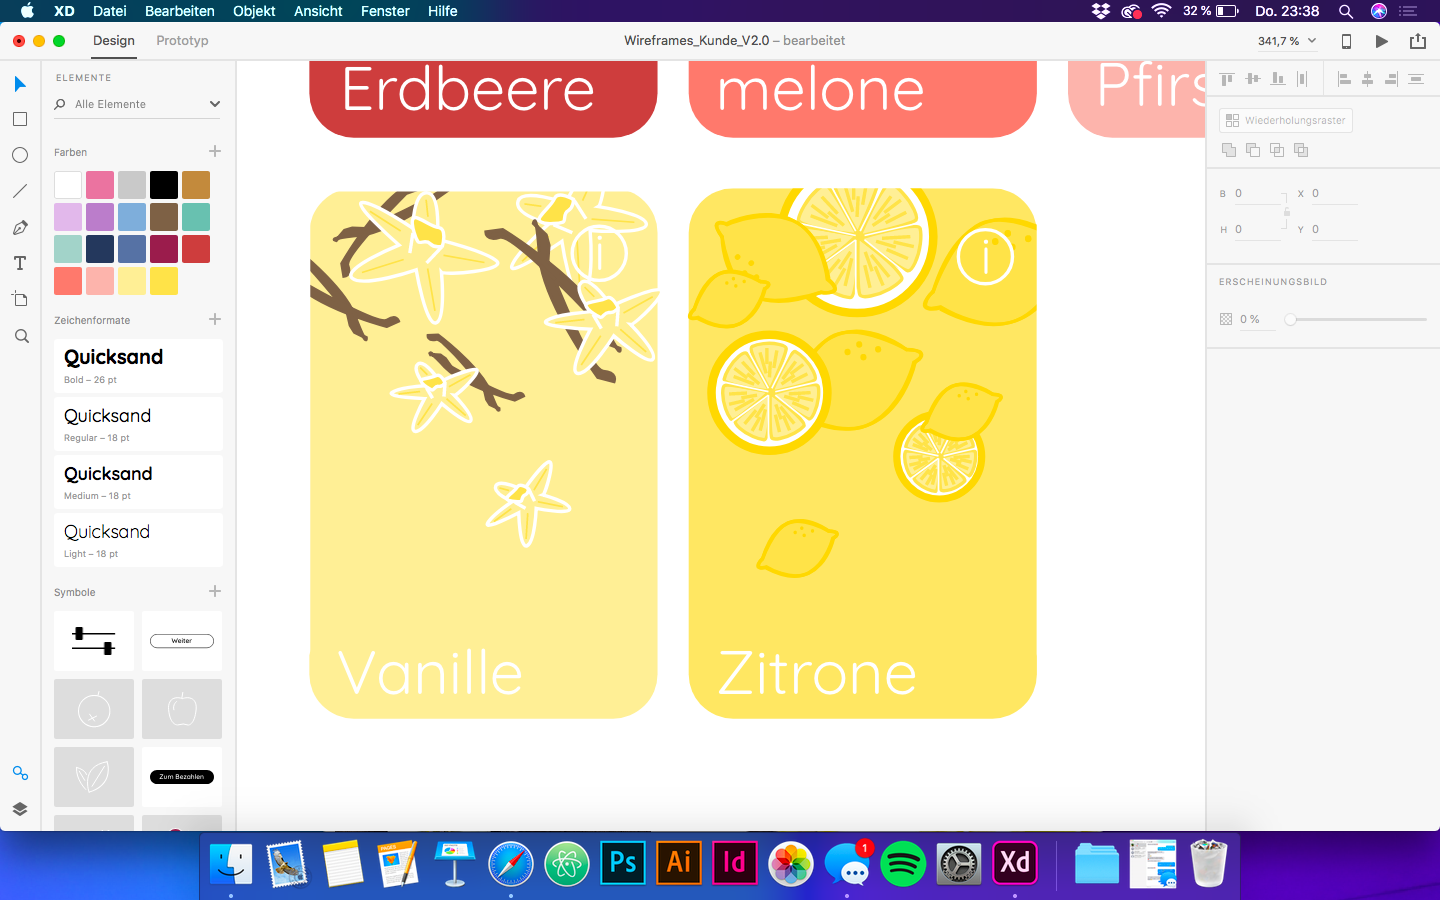 XD Datei Bearbeiten Objekt Ansicht Fenster Hilfe 32 % Do. 23:38
Design Prototyp Wireframes_Kunde_V2.0 – bearbeitet 341,7 %
ELEMENTE
Alle Elemente
Farben
Zeichenformate
Quicksand
Bold – 26 pt
Quicksand
Regular – 18 pt
Quicksand
Medium – 18 pt
Quicksand
Light – 18 pt
Symbole
Weiter
Zum Bezahlen
Erdbeere
melone
Pfirs
i
i
Vanille
Zitrone
Wiederholungsraster
B 0 X 0
H 0 Y 0
ERSCHEINUNGSBILD
0 %
PAGES
Ps Ai Id 1 Xd